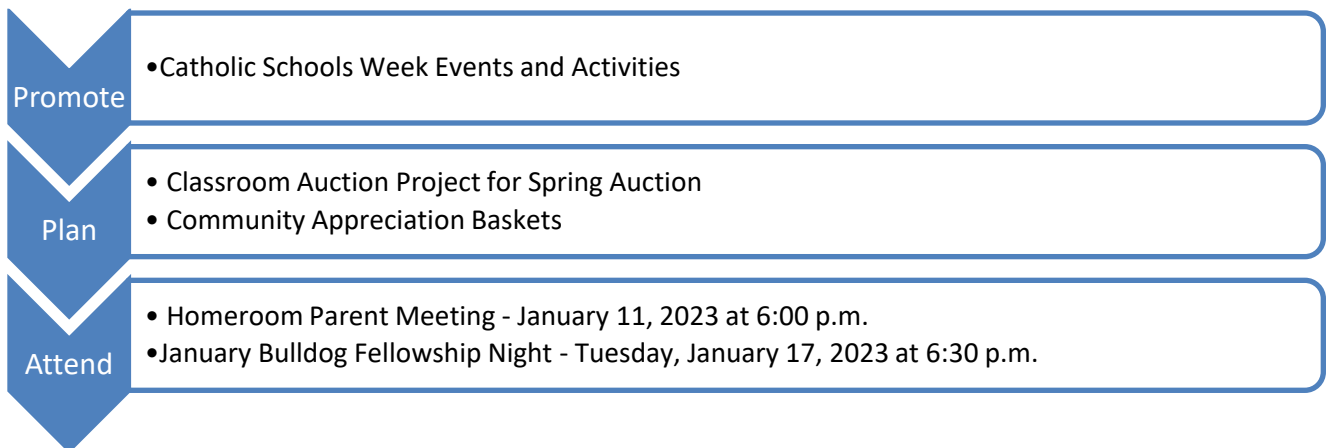 Promote
•Catholic Schools Week Events and Activities
Plan
• Classroom Auction Project for Spring Auction
• Community Appreciation Baskets
Attend
• Homeroom Parent Meeting - January 11, 2023 at 6:00 p.m.
•January Bulldog Fellowship Night - Tuesday, January 17, 2023 at 6:30 p.m.